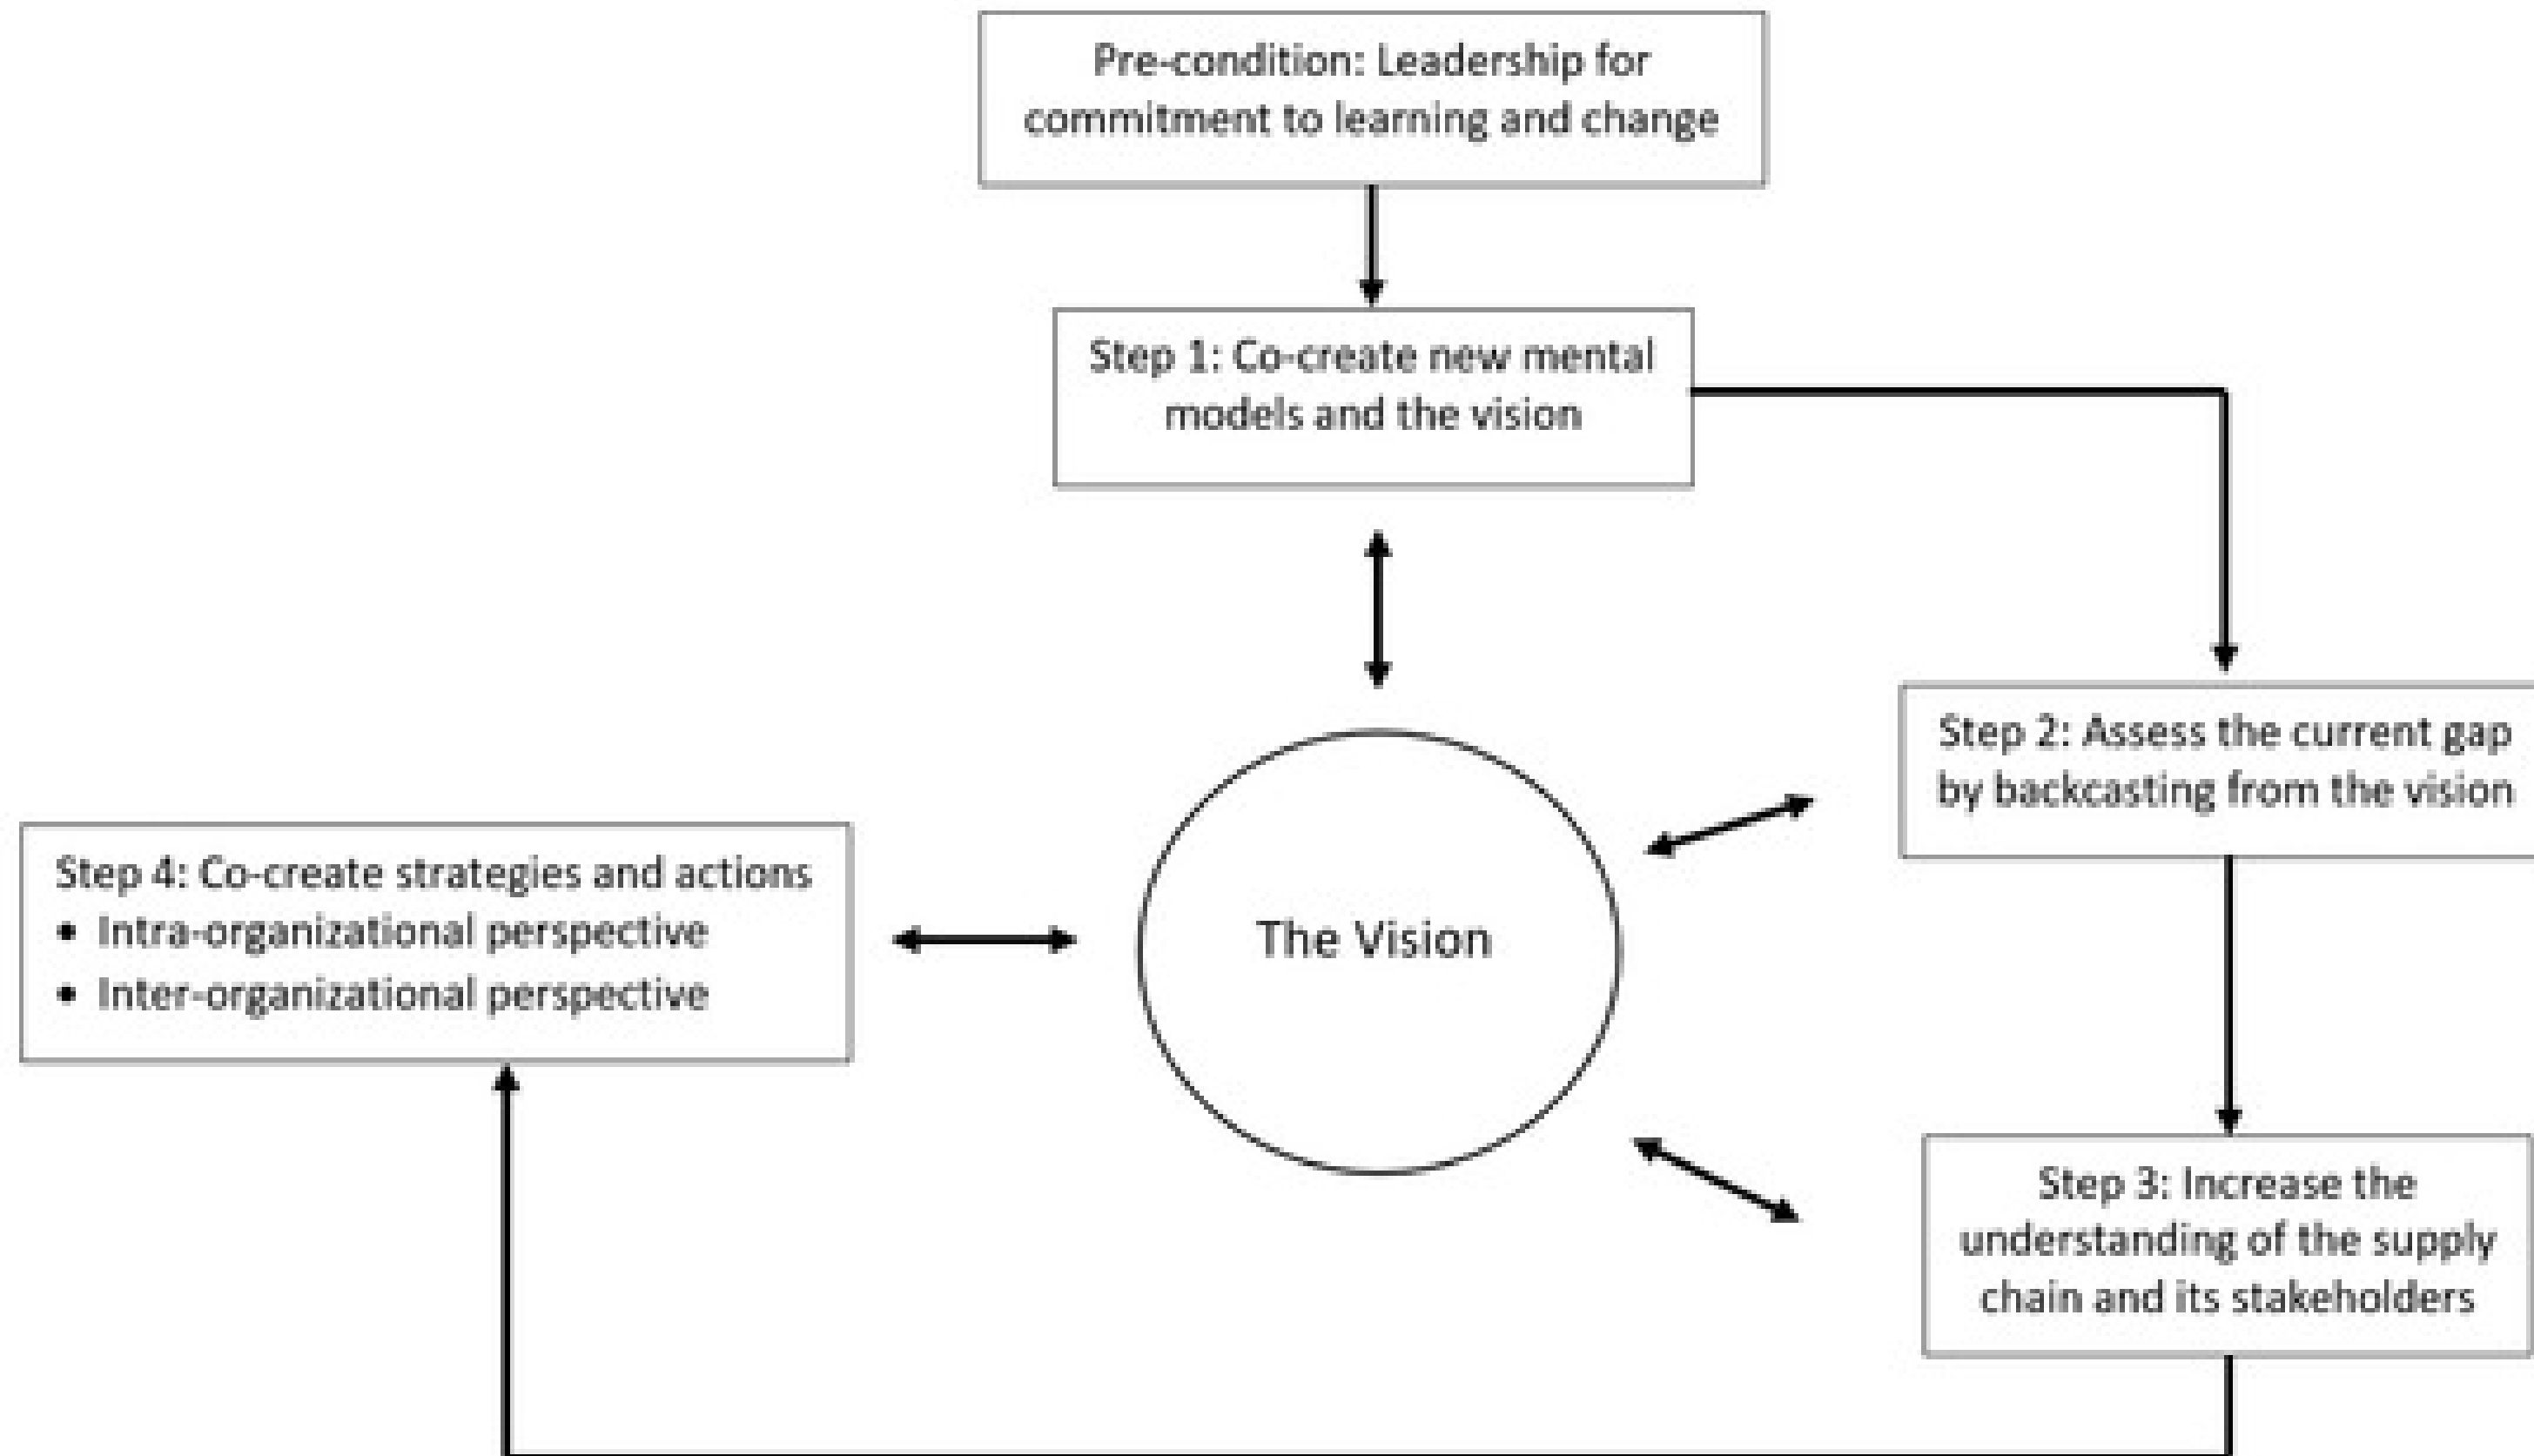 Pre-condition: Leadership for
commitment to learning and change
Step 1: Co-create new mental
models and the vision
Step 2: Assess the current gap
by backcasting from the vision
Step 4: Co-create strategies and actions
• Intra-organizational perspective
• Inter-organizational perspective
The Vision
Step 3: Increase the
understanding of the supply
chain and its stakeholders